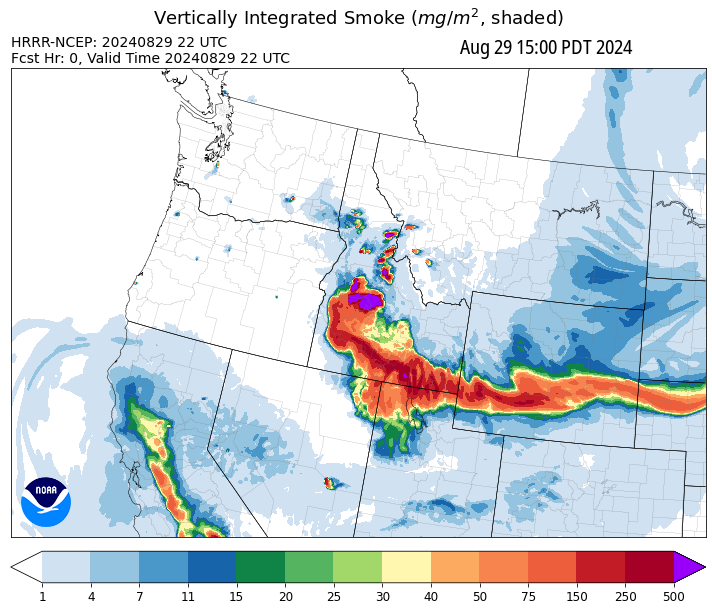 Vertically Integrated Smoke (mg/m², shaded)
HRRR-NCEP: 20240829 22 UTC
Fcst Hr: 0, Valid Time 20240829 22 UTC
Aug 29 15:00 PDT 2024
NOAA
1 4 7 11 15 20 25 30 40 50 75 150 250 500